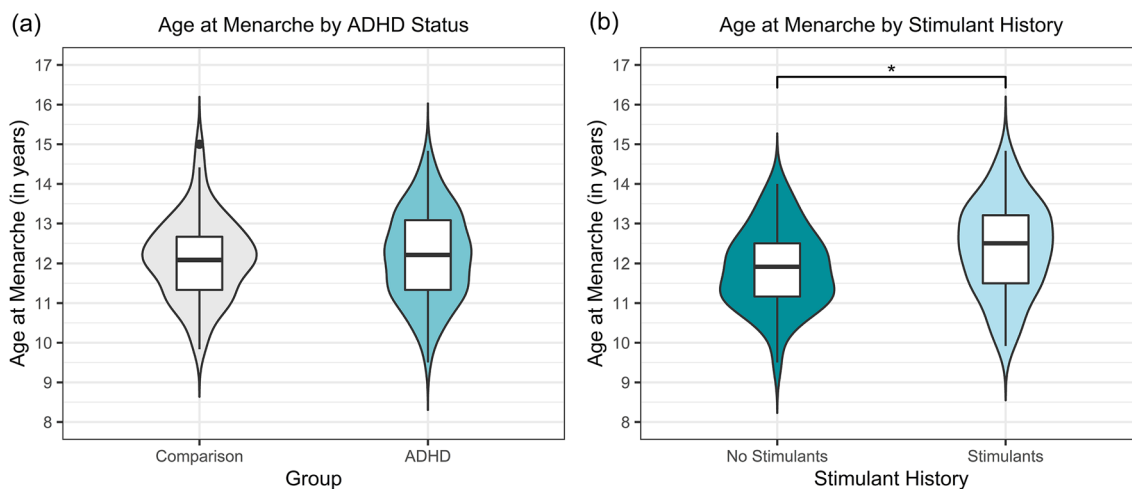 (a)
Age at Menarche by ADHD Status
Age at Menarche (in years)
17
16
15
14
13
12
11
10
9
8
Comparison
ADHD
Group
(b)
Age at Menarche by Stimulant History
Age at Menarche (in years)
17
16
15
14
13
12
11
10
9
8
*
No Stimulants
Stimulants
Stimulant History